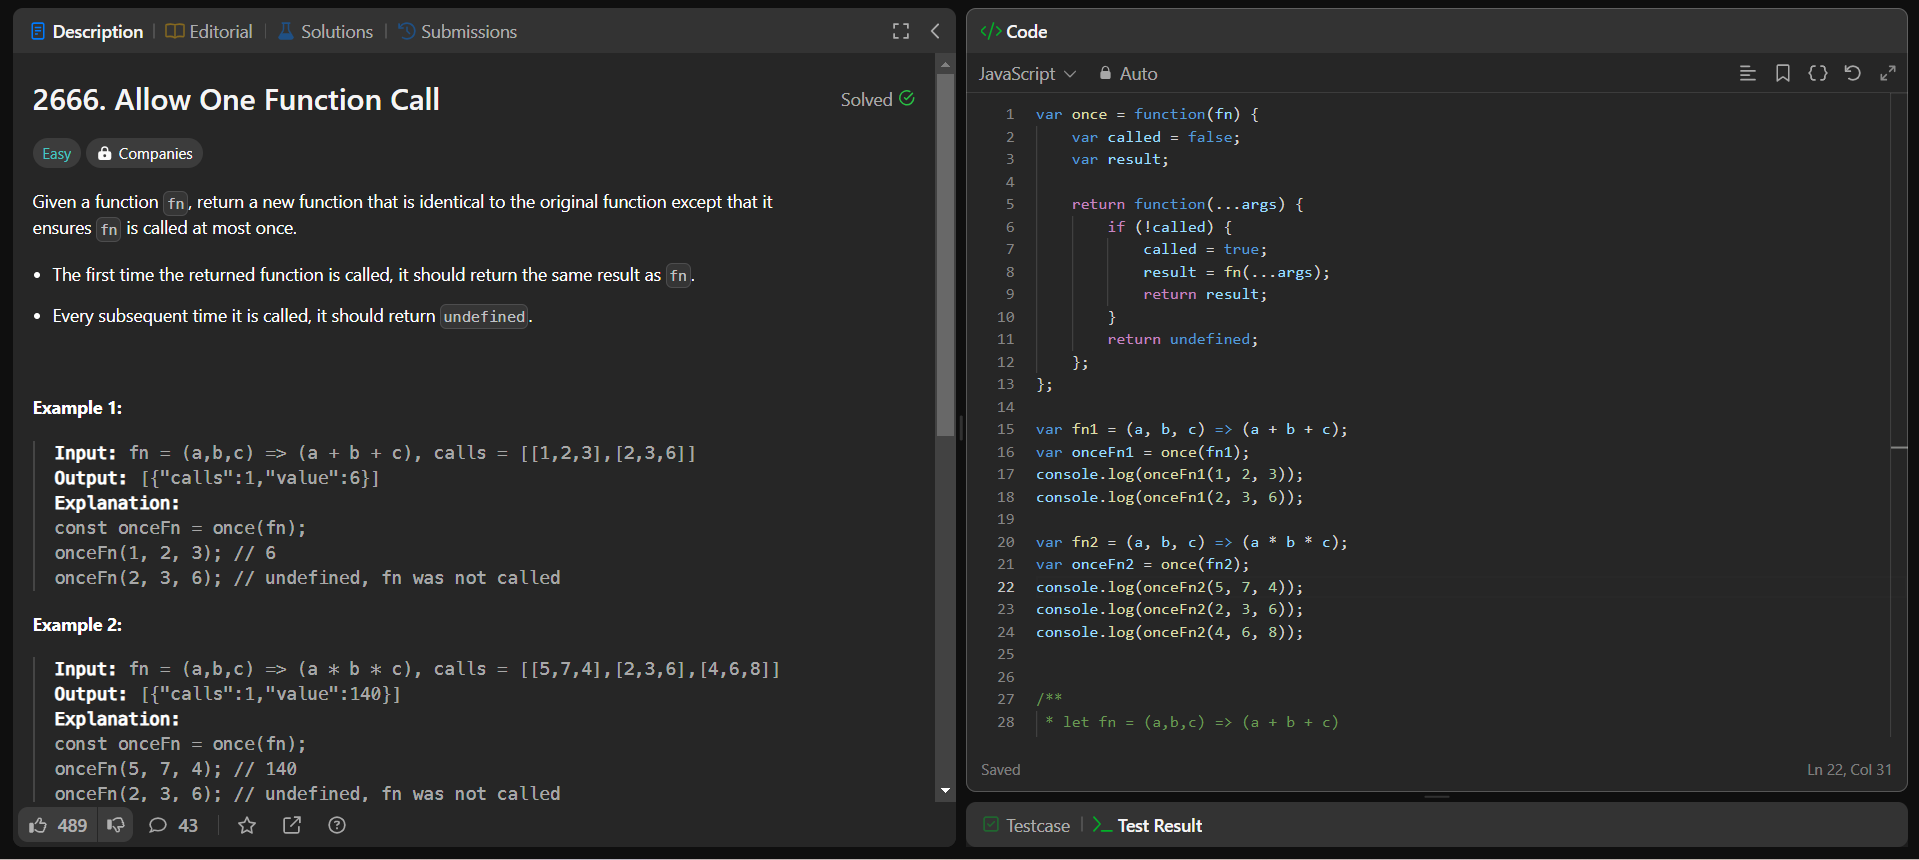 Description | Editorial | Solutions | Submissions
2666. Allow One Function Call
Solved
Easy
Companies
Given a function fn, return a new function that is identical to the original function except that it
ensures fn is called at most once.
• The first time the returned function is called, it should return the same result as fn.
• Every subsequent time it is called, it should return undefined.
Example 1:
Input: fn = (a,b,c) => (a + b + c), calls = [[1,2,3],[2,3,6]]
Output: [{"calls":1,"value":6}]
Explanation:
const onceFn = once(fn);
onceFn(1, 2, 3); // 6
onceFn(2, 3, 6); // undefined, fn was not called
Example 2:
Input: fn = (a,b,c) => (a * b * c), calls = [[5,7,4],[2,3,6],[4,6,8]]
Output: [{"calls":1,"value":140}]
Explanation:
const onceFn = once(fn);
onceFn(5, 7, 4); // 140
onceFn(2, 3, 6); // undefined, fn was not called
489
43
</> Code
JavaScript
Auto
1 var once = function(fn) {
2     var called = false;
3     var result;
4
5     return function(...args) {
6         if (!called) {
7             called = true;
8             result = fn(...args);
9             return result;
10         }
11         return undefined;
12     };
13 };
14
15 var fn1 = (a, b, c) => (a + b + c);
16 var onceFn1 = once(fn1);
17 console.log(onceFn1(1, 2, 3));
18 console.log(onceFn1(2, 3, 6));
19
20 var fn2 = (a, b, c) => (a * b * c);
21 var onceFn2 = once(fn2);
22 console.log(onceFn2(5, 7, 4));
23 console.log(onceFn2(2, 3, 6));
24 console.log(onceFn2(4, 6, 8));
25
26
27 /**
28  * let fn = (a,b,c) => (a + b + c)
Saved
Ln 22, Col 31
Testcase | Test Result